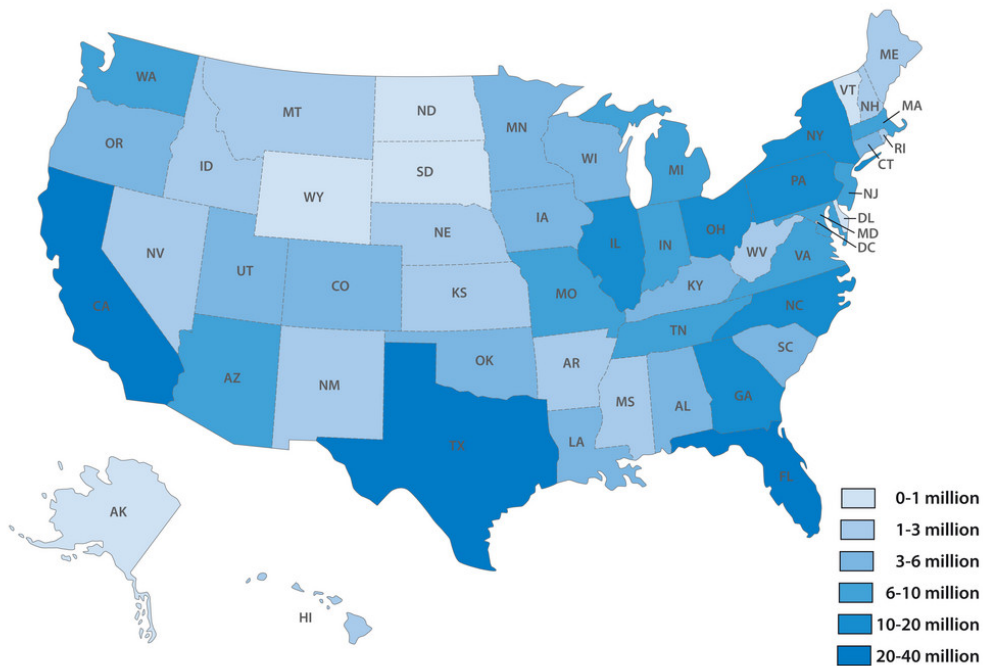 ME
WA
VT
NH
MT
ND
MA
MN
OR
NY
RI
WI
ID
SD
CT
MI
PA
WY
NJ
IA
NE
OH
DL
IL
IN
MD
NV
DC
UT
WV
VA
CO
KS
MO
KY
CA
NC
TN
OK
SC
AZ
AR
NM
GA
MS
AL
LA
TX
FL
0-1 million
AK
1-3 million
3-6 million
6-10 million
HI
10-20 million
20-40 million